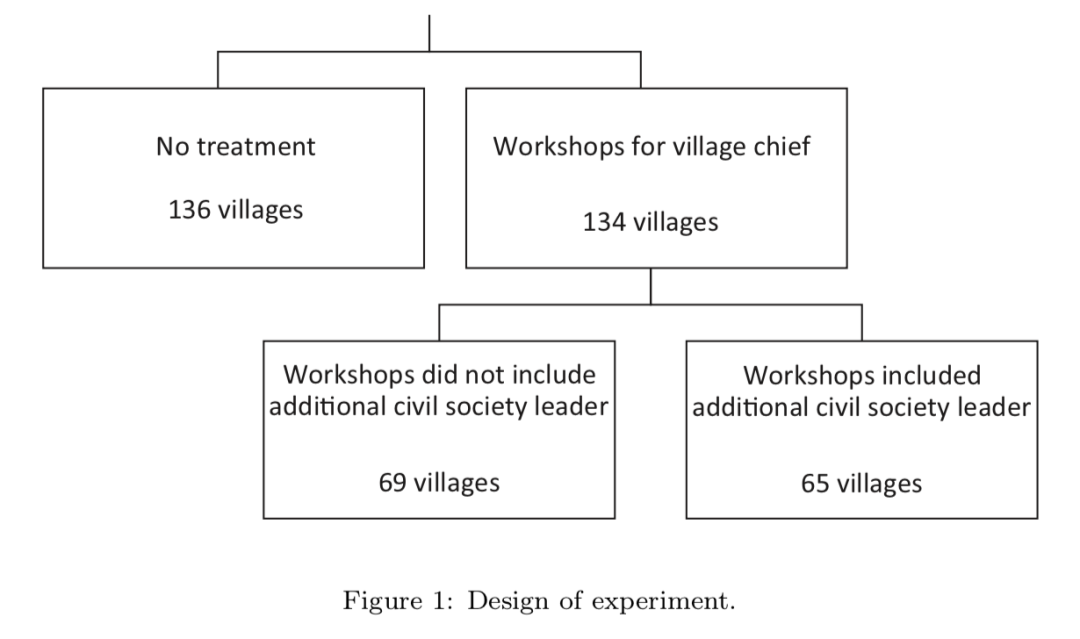 No treatment
136 villages
Workshops for village chief
134 villages
Workshops did not include
additional civil society leader
69 villages
Workshops included
additional civil society leader
65 villages
Figure 1: Design of experiment.